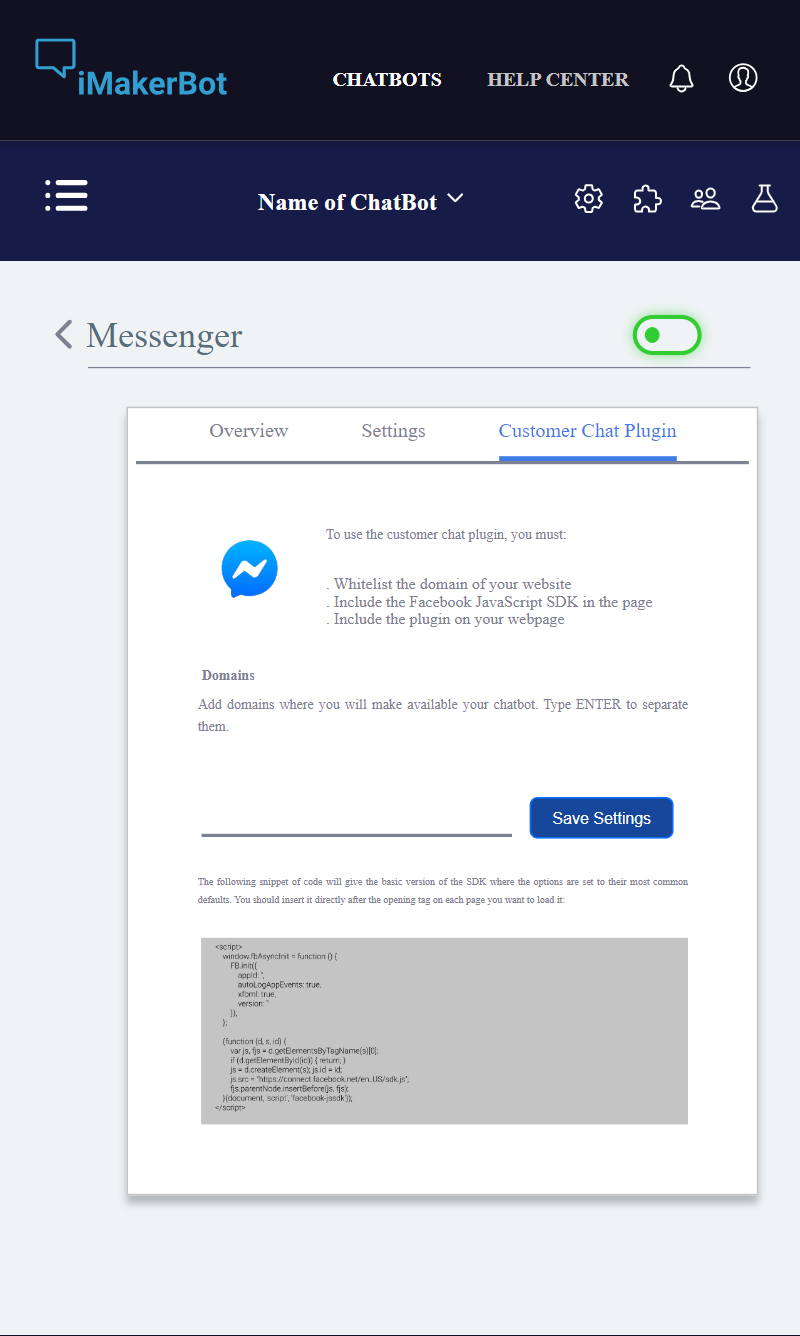 iMakerBot
CHATBOTS
HELP CENTER
Name of ChatBot
Messenger
Overview
Settings
Customer Chat Plugin
To use the customer chat plugin, you must:
. Whitelist the domain of your website
. Include the Facebook JavaScript SDK in the page
. Include the plugin on your webpage
Domains
Add domains where you will make available your chatbot. Type ENTER to separate
them.
Save Settings
The following snippet of code will give the basic version of the SDK where the options are set to their most common
defaults. You should insert it directly after the opening tag on each page you want to load it:
<script>
window.fbAsyncInit = function () {
FB.init({
appId: '',
autoLogAppEvents: true,
xfbml: true,
version: ''
});
};
(function (d, s, id) {
var js, fjs = d.getElementsByTagName(s)[0];
if (d.getElementById(id)) { return; }
js = d.createElement(s); js.id = id;
js.src = "https://connect.facebook.net/en_US/sdk.js";
fjs.parentNode.insertBefore(js, fjs);
}(document, 'script', 'facebook-jssdk'));
</script>